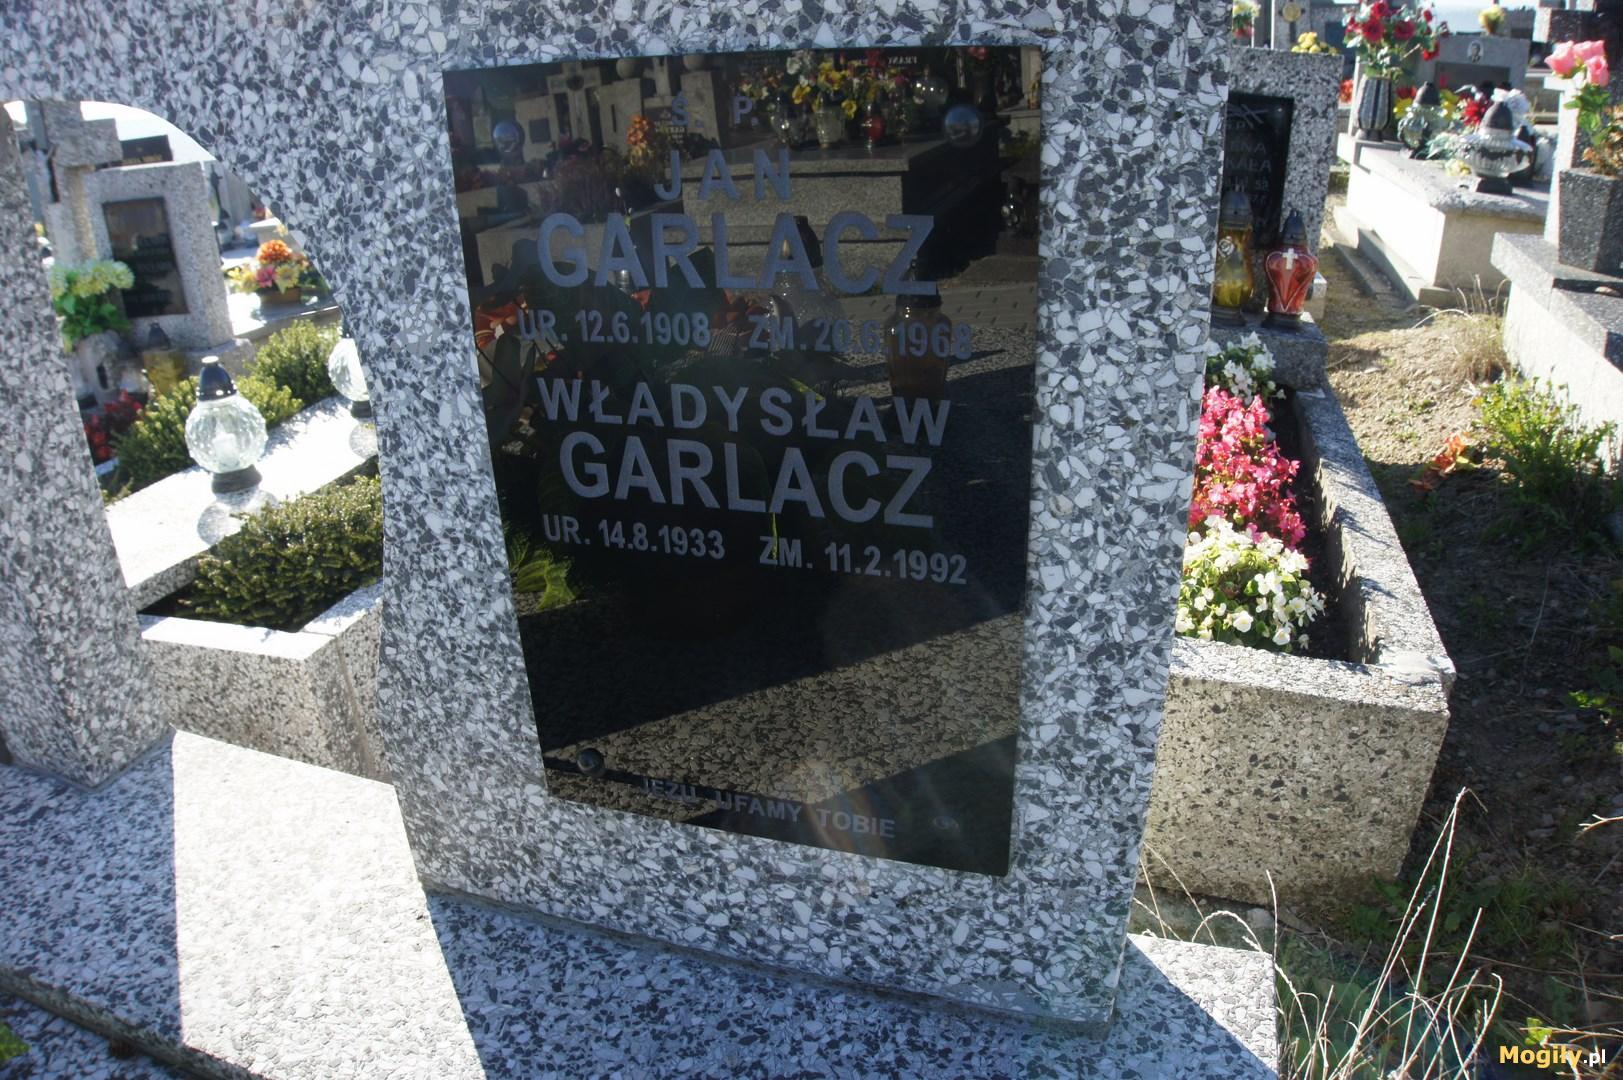 Ś. P.
JAN
GARLACZ
UR. 12.6.1908 ZM. 20.6.1968
WŁADYSŁAW
GARLACZ
UR. 14.8.1933 ZM. 11.2.1992
JEZU UFAMY TOBIE
Mogiły.pl